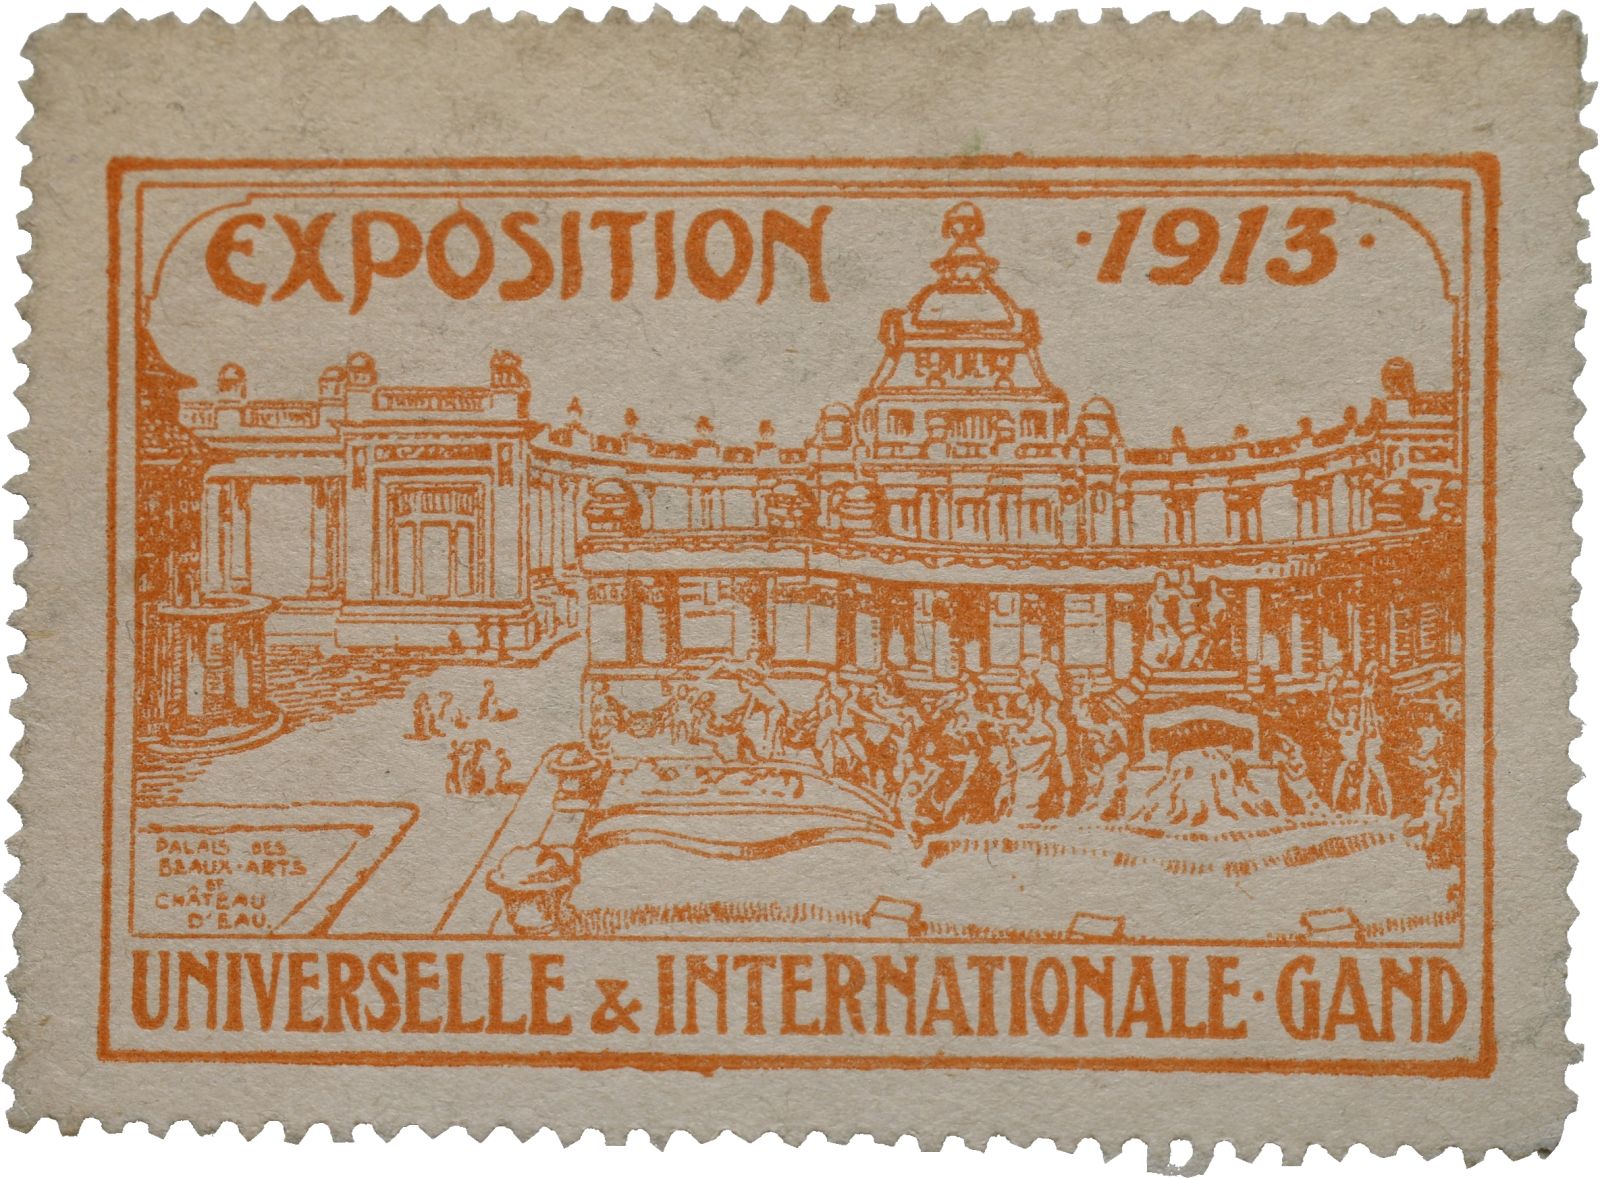 EXPOSITION ·1913·
PALAIS DES
BEAUX-ARTS
ET
CHÂTEAU
D'EAU.
UNIVERSELLE & INTERNATIONALE · GAND